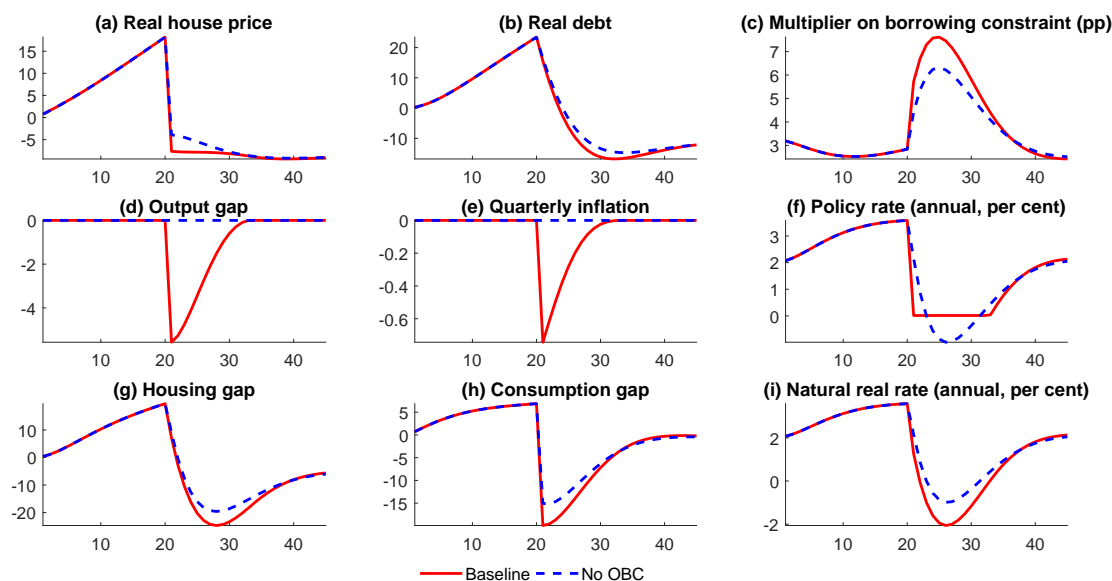 (a) Real house price
(b) Real debt
(c) Multiplier on borrowing constraint (pp)
15
10
5
0
-5
10 20 30 40
20
10
0
-10
10 20 30 40
7
6
5
4
3
10 20 30 40
(d) Output gap
(e) Quarterly inflation
(f) Policy rate (annual, per cent)
0
-2
-4
10 20 30 40
0
-0.2
-0.4
-0.6
10 20 30 40
3
2
1
0
10 20 30 40
(g) Housing gap
(h) Consumption gap
(i) Natural real rate (annual, per cent)
10
0
-10
-20
10 20 30 40
5
0
-5
-10
-15
10 20 30 40
2
0
-2
10 20 30 40
Baseline No OBC